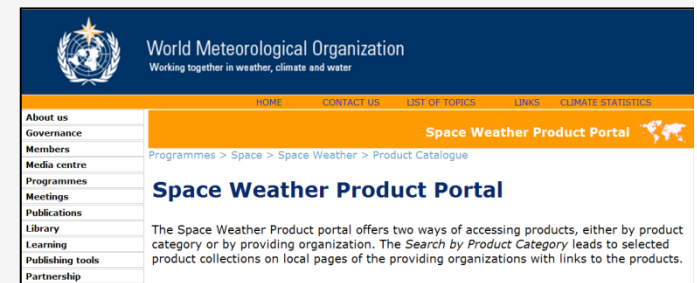 World Meteorological Organization
Working together in weather, climate and water
HOME CONTACT US LIST OF TOPICS LINKS CLIMATE STATISTICS
About us
Governance
Members
Media centre
Programmes
Meetings
Publications
Library
Learning
Publishing tools
Partnership
Space Weather Product Portal
Programmes > Space > Space Weather > Product Catalogue
Space Weather Product Portal
The Space Weather Product portal offers two ways of accessing products, either by product
category or by providing organization. The Search by Product Category leads to selected
product collections on local pages of the providing organizations with links to the products.